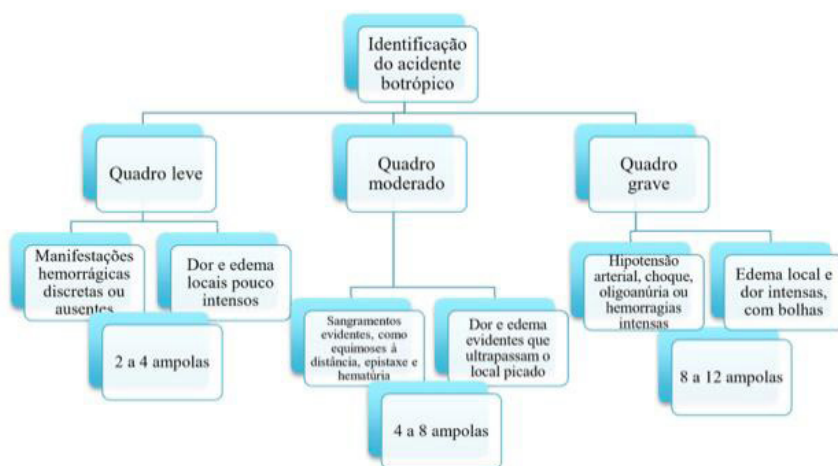 Identificação
do acidente
botrópico
Quadro leve
Quadro
moderado
Quadro
grave
Manifestações
hemorrágicas
discretas ou
ausentes
Dor e edema
locais pouco
intensos
2 a 4 ampolas
Sangramentos
evidentes, como
equimoses à
distância, epistaxe e
hematúria
Dor e edema
evidentes que
ultrapassam o
local picado
4 a 8 ampolas
Hipotensão
arterial, choque,
oligoanúria ou
hemorragias
intensas
Edema local e
dor intensas,
com bolhas
8 a 12 ampolas